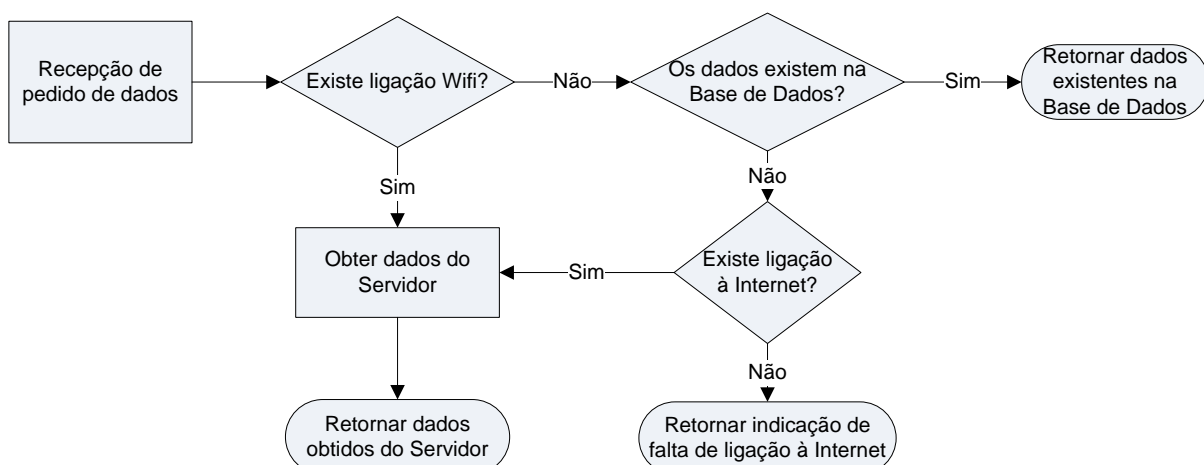 Recepção de
pedido de dados
Existe ligação Wifi?
Não
Os dados existem na
Base de Dados?
Sim
Retornar dados
existentes na
Base de Dados
Sim
Não
Obter dados do
Servidor
Sim
Existe ligação
à Internet?
Não
Retornar dados
obtidos do Servidor
Retornar indicação de
falta de ligação à Internet